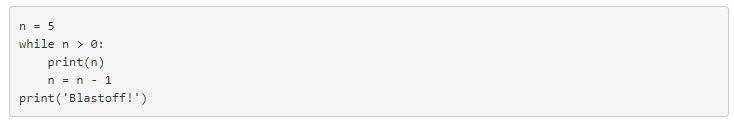 n = 5
while n > 0:
    print(n)
    n = n - 1
print('Blastoff!')